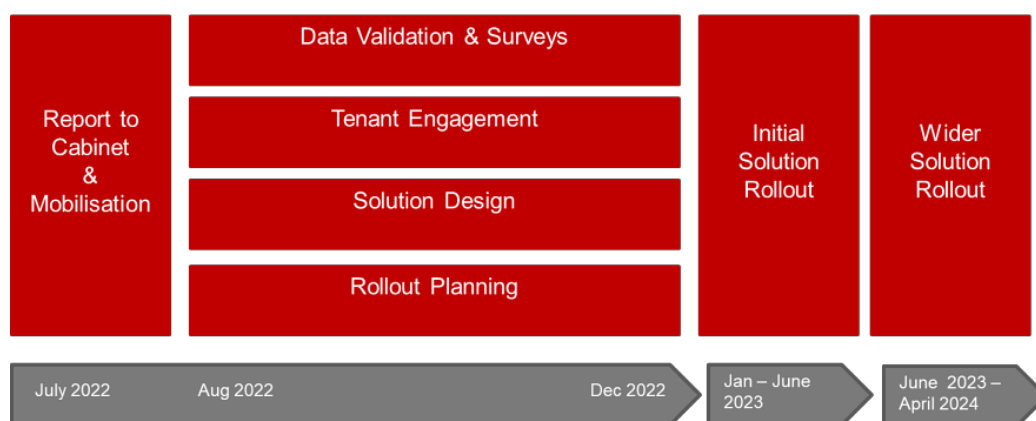 Report to
Cabinet
&
Mobilisation
Data Validation & Surveys
Tenant Engagement
Solution Design
Rollout Planning
Initial
Solution
Rollout
Wider
Solution
Rollout
July 2022
Aug 2022
Dec 2022
Jan – June
2023
June 2023 –
April 2024